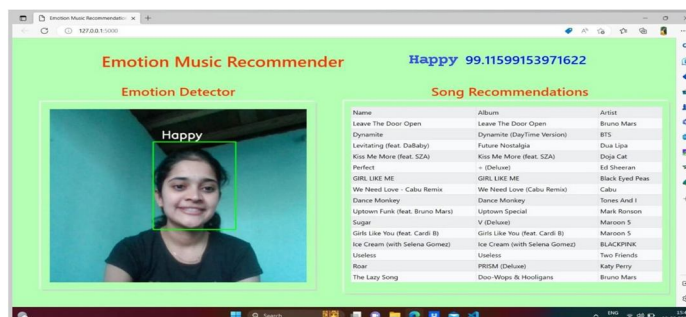 Emotion Music Recommendation
127.0.0.1:5000
Emotion Music Recommender
Happy 99.11599153971622
Emotion Detector
Happy
Song Recommendations
Name Album Artist
Leave The Door Open Leave The Door Open Bruno Mars
Dynamite Dynamite (DayTime Version) BTS
Levitating (feat. DaBaby) Future Nostalgia Dua Lipa
Kiss Me More (feat. SZA) Kiss Me More (feat. SZA) Doja Cat
Perfect ÷ (Deluxe) Ed Sheeran
GIRL LIKE ME GIRL LIKE ME Black Eyed Peas
We Need Love - Cabu Remix We Need Love (Cabu Remix) Cabu
Dance Monkey Dance Monkey Tones And I
Uptown Funk (feat. Bruno Mars) Uptown Special Mark Ronson
Sugar V (Deluxe) Maroon 5
Girls Like You (feat. Cardi B) Girls Like You (feat. Cardi B) Maroon 5
Ice Cream (with Selena Gomez) Ice Cream (with Selena Gomez) BLACKPINK
Useless Useless Two Friends
Roar PRISM (Deluxe) Katy Perry
The Lazy Song Doo-Wops & Hooligans Bruno Mars
Search
ENG